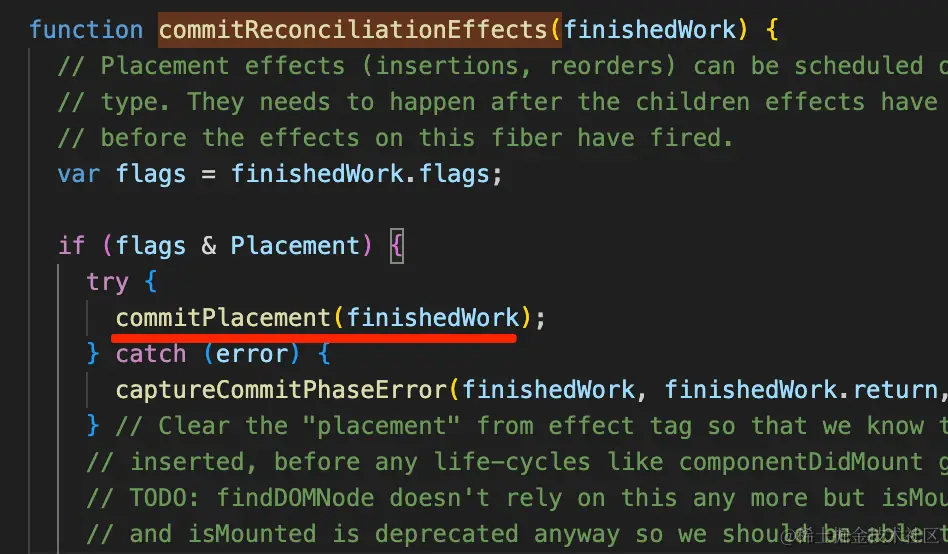 function commitReconciliationEffects(finishedWork) {
// Placement effects (insertions, reorders) can be scheduled
// type. They needs to happen after the children effects have
// before the effects on this fiber have fired.
var flags = finishedWork.flags;
if (flags & Placement) {
try {
commitPlacement(finishedWork);
} catch (error) {
captureCommitPhaseError(finishedWork, finishedWork.return,
} // Clear the "placement" from effect tag so that we know
// inserted, before any life-cycles like componentDidMount
// TODO: findDOMNode doesn't rely on this any more but
// and isMounted is deprecated anyway so we should be able
@稀土掘金技术社区